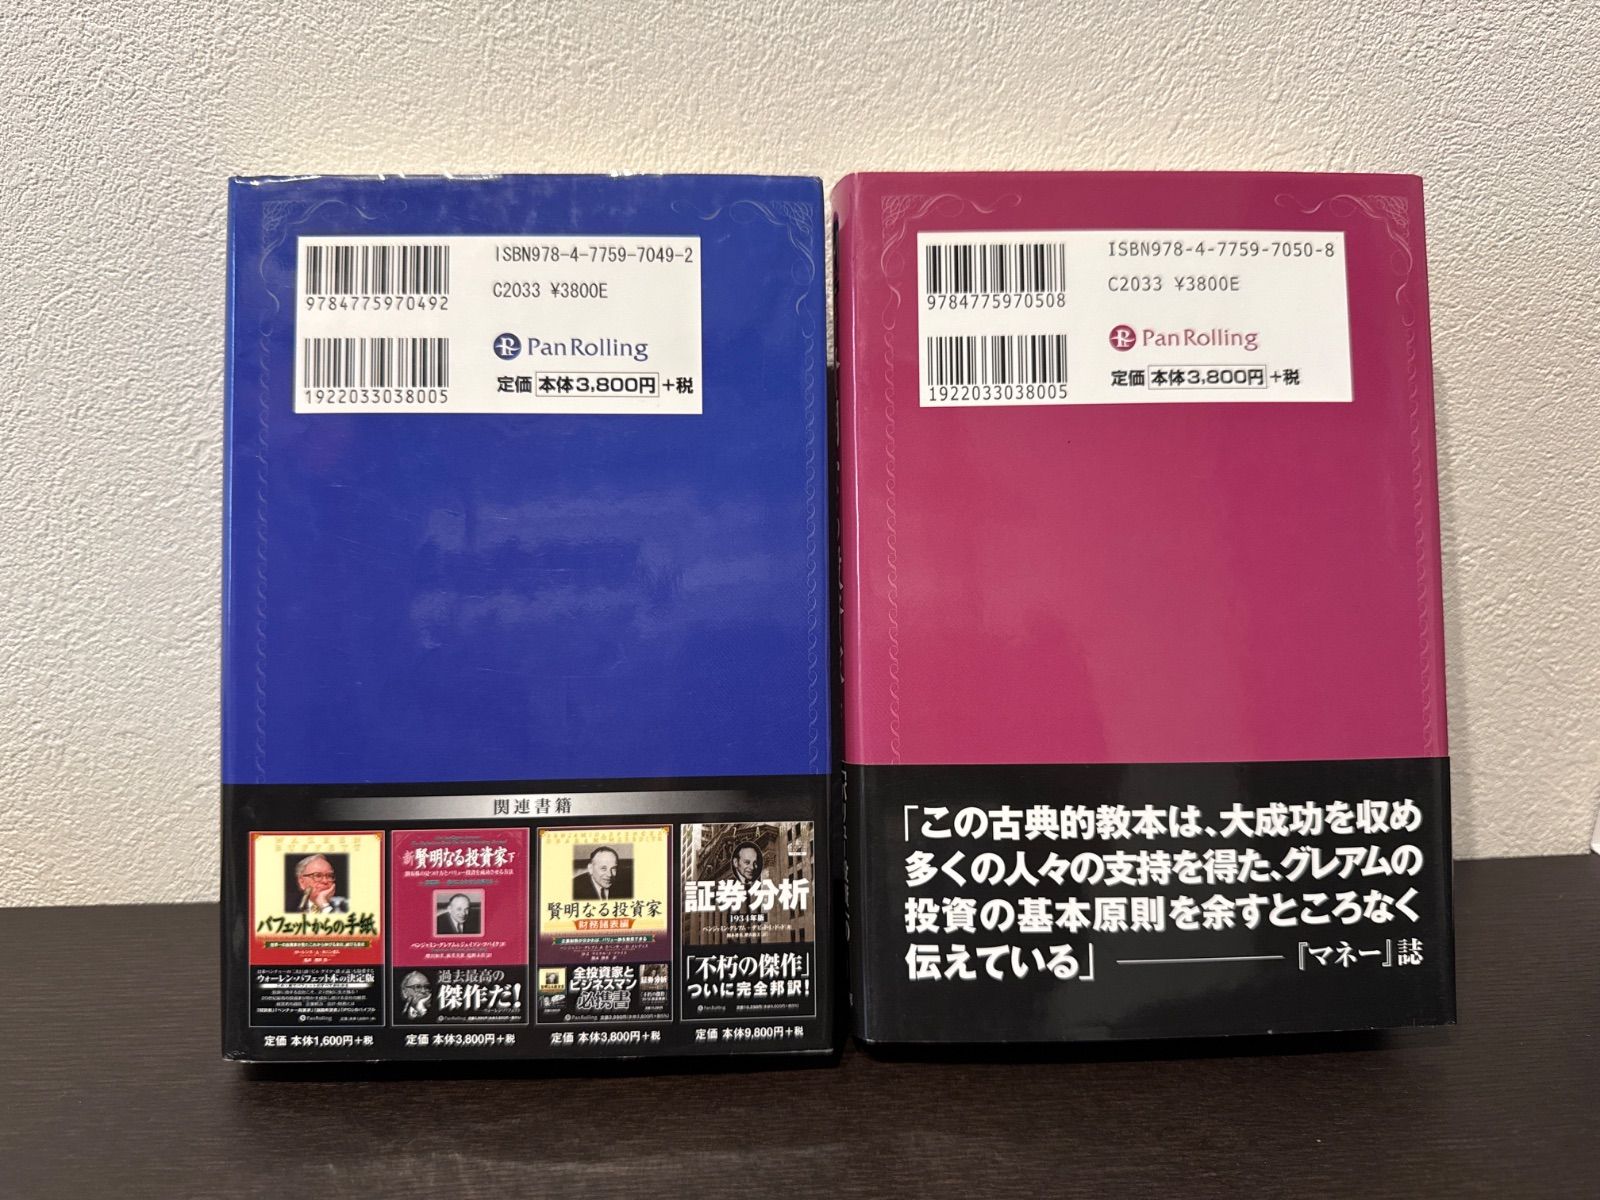 ISBN978-4-7759-7049-2
C2033 ¥3800E
9784775970492
PanRolling
定価 本体3,800円 +税
1922033038005
関連書籍
バフェットからの手紙
ウォーレン・バフェット本の決定版
定価 本体1,600円+税
新 賢明なる投資家 下
過去最高の
傑作だ!
PanRolling
定価 本体3,800円+税
賢明なる投資家
財務諸表編
全投資家と
ビジネスマン
必携書
PanRolling
定価 本体3,800円+税
証券分析
1934年版
「不朽の傑作」
ついに完全邦訳!
PanRolling
定価 本体9,800円+税
ISBN978-4-7759-7050-8
C2033 ¥3800E
9784775970508
PanRolling
定価 本体3,800円 +税
1922033038005
「この古典的教本は、大成功を収め
多くの人々の支持を得た、グレアムの
投資の基本原則を余すところなく
伝えている」――『マネー』誌